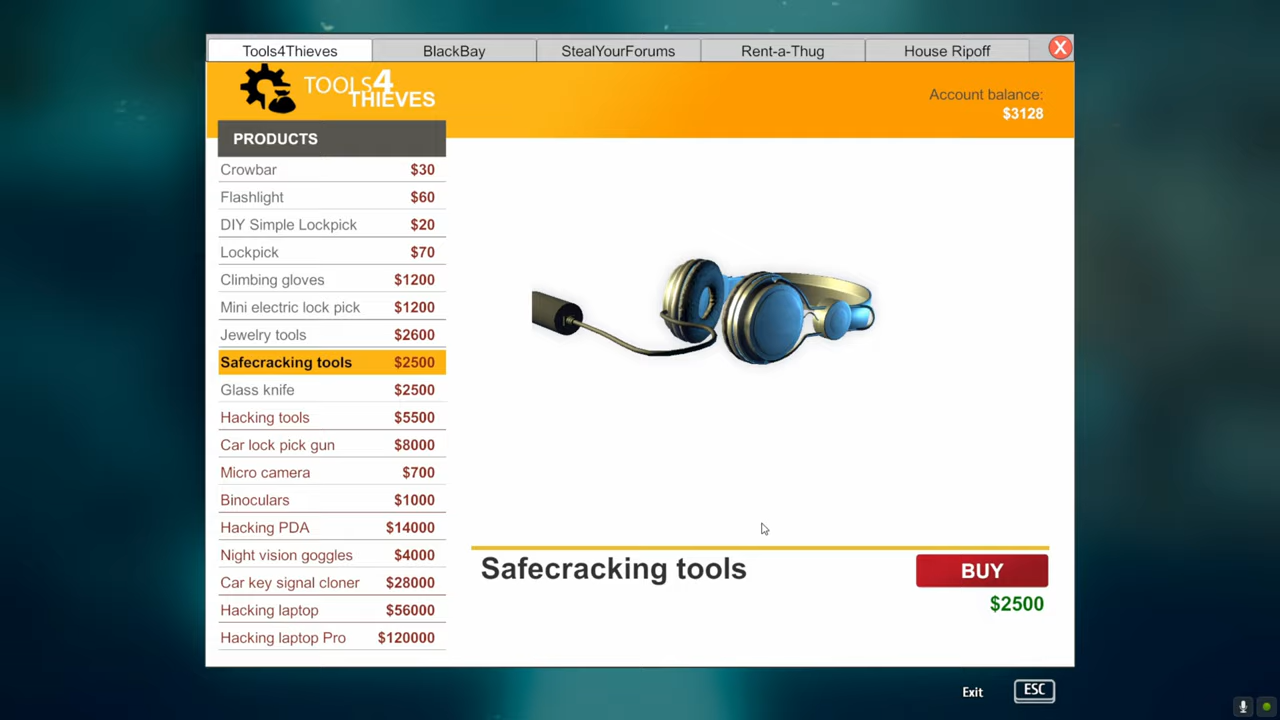 Tools4Thieves BlackBay StealYourForums Rent-a-Thug House Ripoff X
TOOLS 4 THIEVES
Account balance:
$3128
PRODUCTS
Crowbar $30
Flashlight $60
DIY Simple Lockpick $20
Lockpick $70
Climbing gloves $1200
Mini electric lock pick $1200
Jewelry tools $2600
Safecracking tools $2500
Glass knife $2500
Hacking tools $5500
Car lock pick gun $8000
Micro camera $700
Binoculars $1000
Hacking PDA $14000
Night vision goggles $4000
Car key signal cloner $28000
Hacking laptop $56000
Hacking laptop Pro $120000
Safecracking tools BUY
$2500
Exit ESC